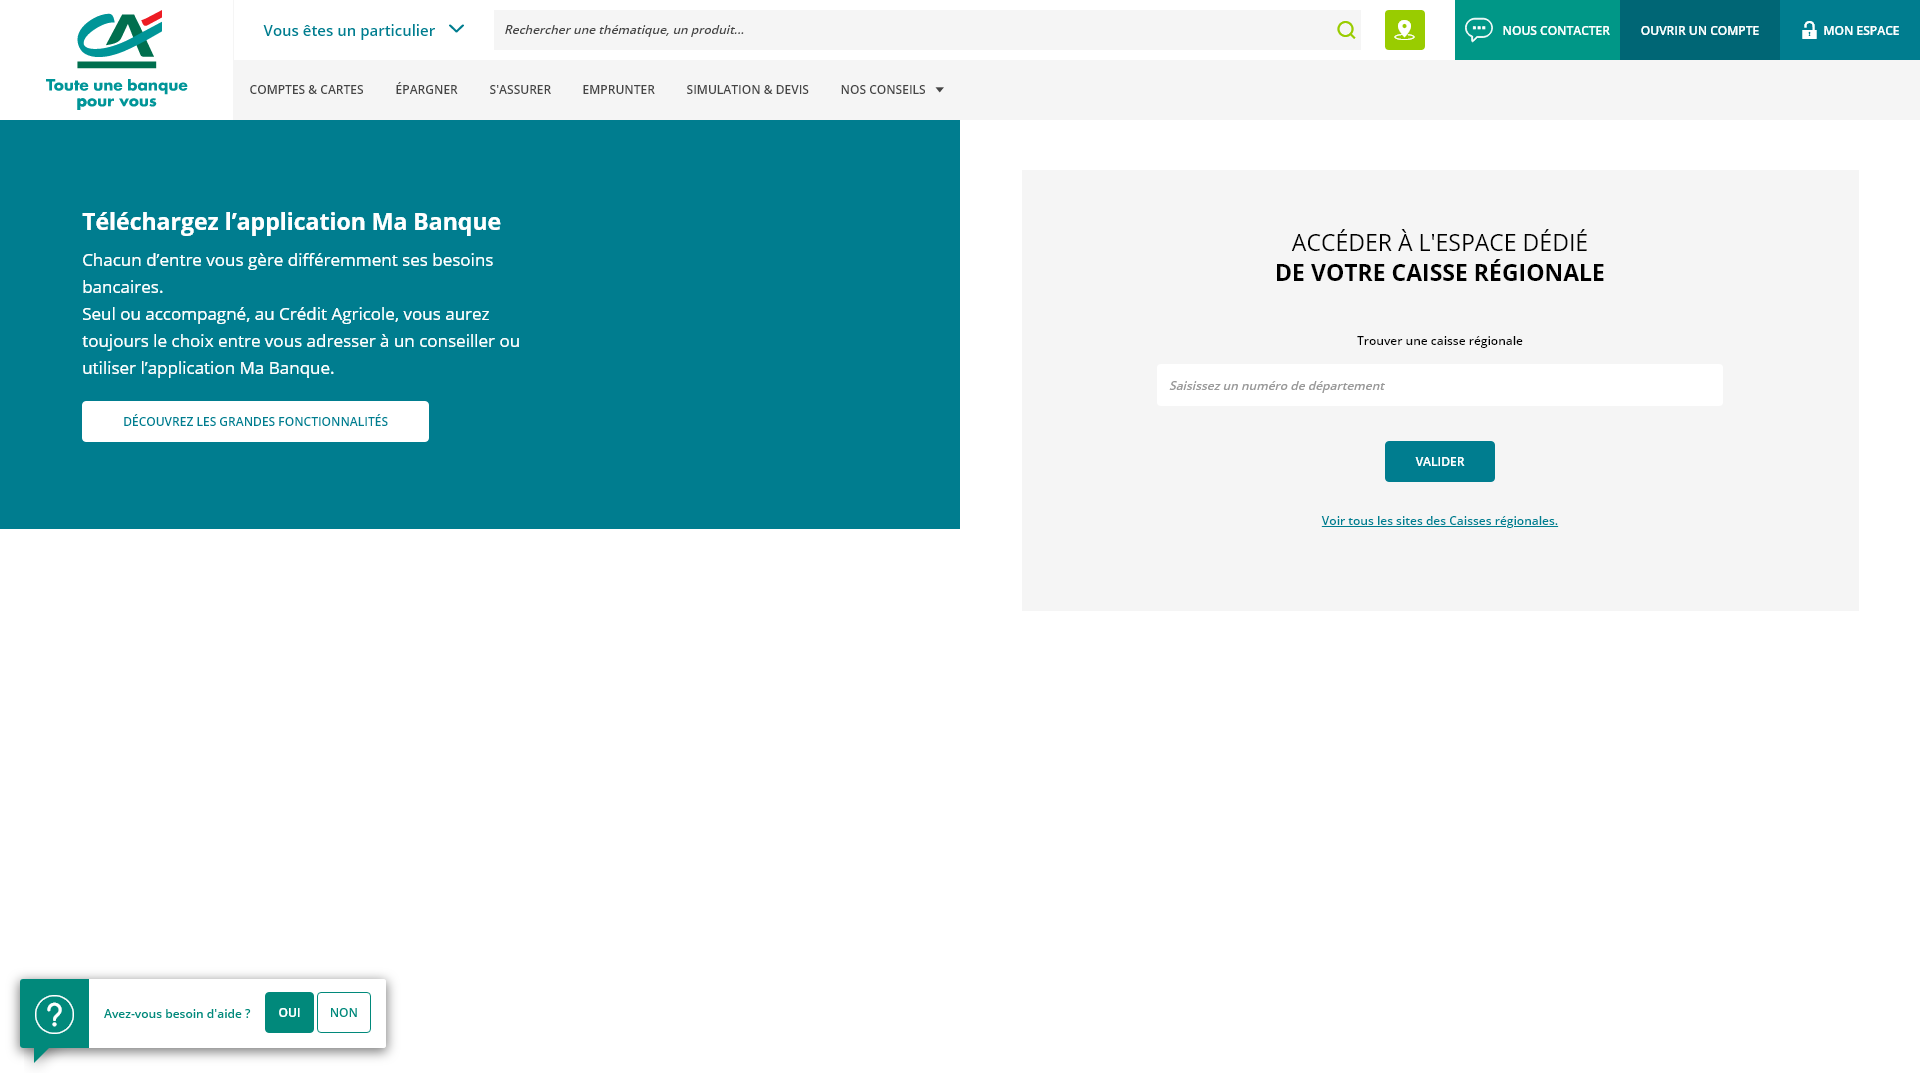 Toute une banque
pour vous
Vous êtes un particulier
Rechercher une thématique, un produit...
NOUS CONTACTER
OUVRIR UN COMPTE
MON ESPACE
COMPTES & CARTES
ÉPARGNER
S'ASSURER
EMPRUNTER
SIMULATION & DEVIS
NOS CONSEILS
Téléchargez l’application Ma Banque
Chacun d’entre vous gère différemment ses besoins
bancaires.
Seul ou accompagné, au Crédit Agricole, vous aurez
toujours le choix entre vous adresser à un conseiller ou
utiliser l’application Ma Banque.
DÉCOUVREZ LES GRANDES FONCTIONNALITÉS
ACCÉDER À L'ESPACE DÉDIÉ
DE VOTRE CAISSE RÉGIONALE
Trouver une caisse régionale
Saisissez un numéro de département
VALIDER
Voir tous les sites des Caisses régionales.
Avez-vous besoin d'aide ?
OUI
NON